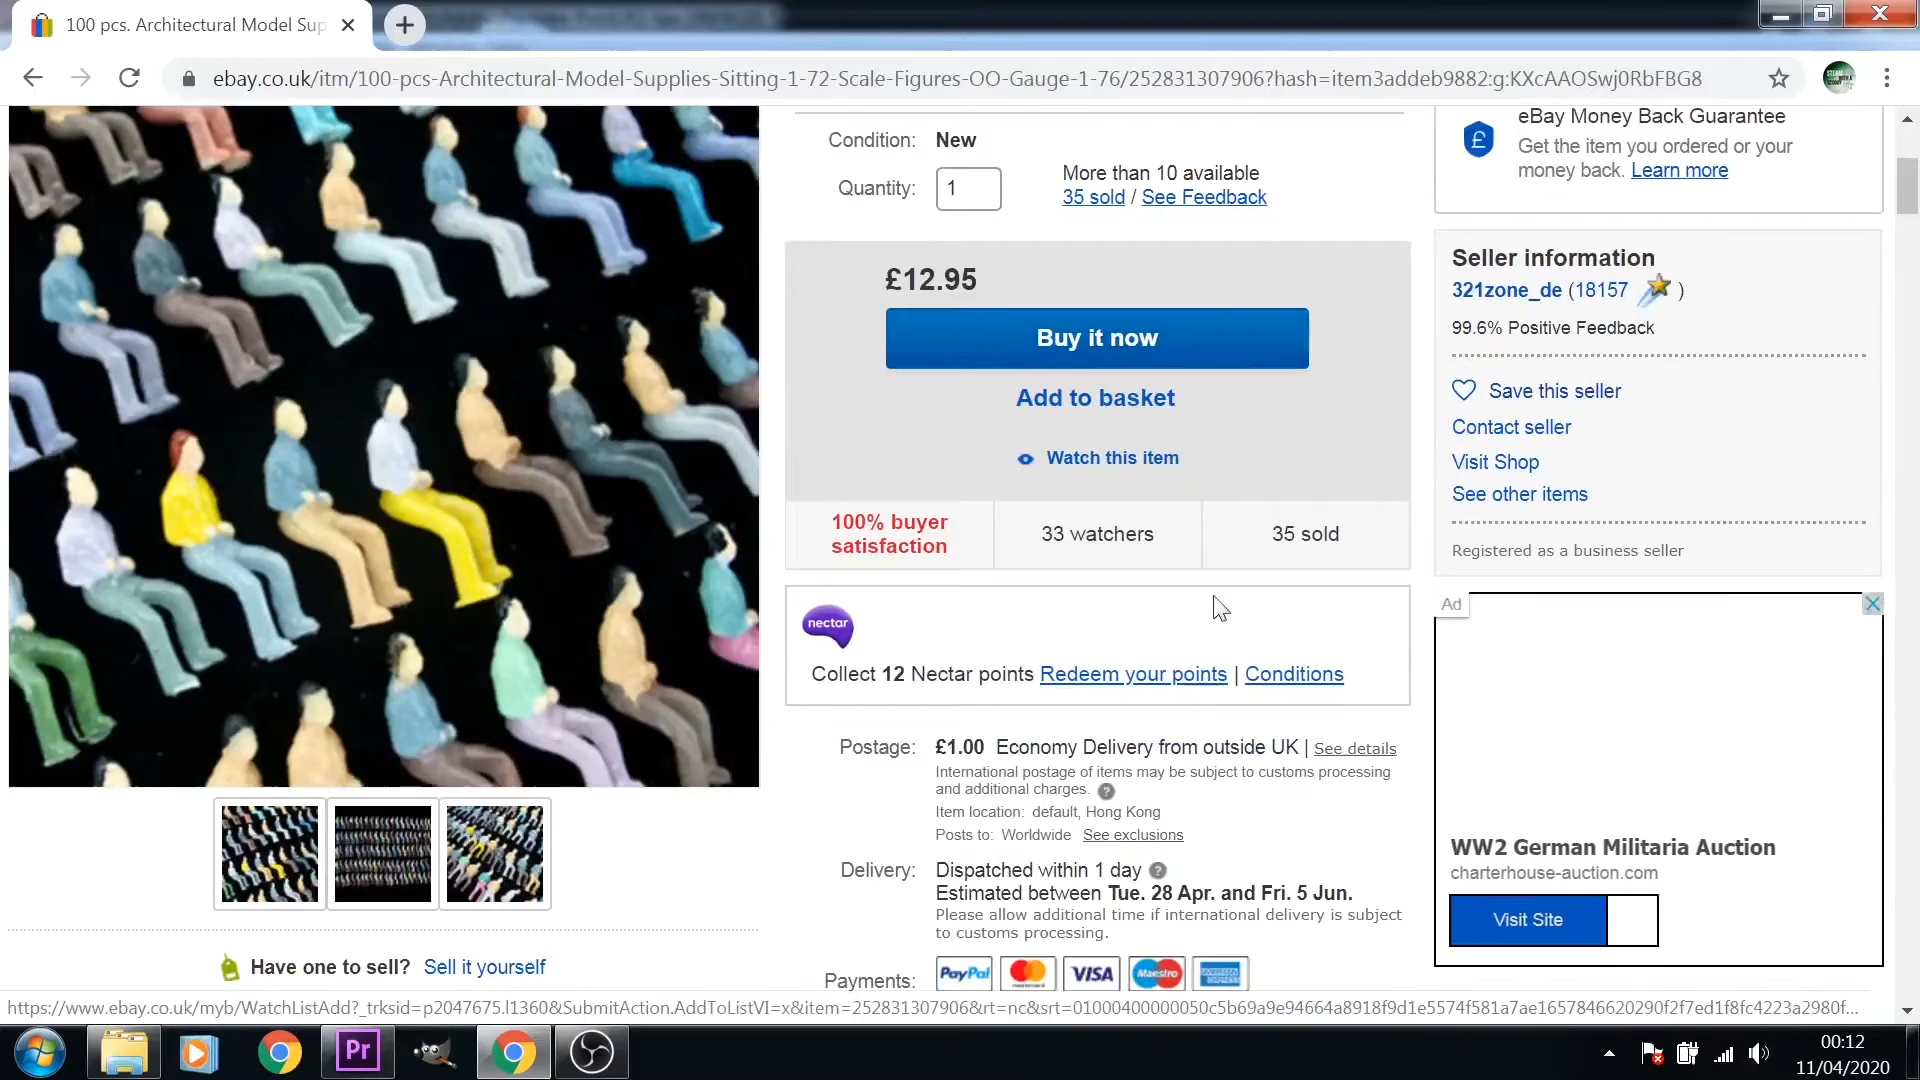 100 pcs. Architectural Model Sup
ebay.co.uk/itm/100-pcs-Architectural-Model-Supplies-Sitting-1-72-Scale-Figures-OO-Gauge-1-76/252831307906?hash=item3addeb9882:g:KXcAAOSwj0RbFBG8
Condition: New
Quantity: 1
More than 10 available
35 sold / See Feedback
£12.95
Buy it now
Add to basket
Watch this item
100% buyer
satisfaction
33 watchers
35 sold
nectar
Collect 12 Nectar points Redeem your points | Conditions
Postage: £1.00 Economy Delivery from outside UK | See details
International postage of items may be subject to customs processing
and additional charges. ?
Item location: default, Hong Kong
Posts to: Worldwide See exclusions
Delivery: Dispatched within 1 day ?
Estimated between Tue. 28 Apr. and Fri. 5 Jun.
Please allow additional time if international delivery is subject
to customs processing.
Payments: PayPal VISA Maestro
Have one to sell? Sell it yourself
£
eBay Money Back Guarantee
Get the item you ordered or your
money back. Learn more
Seller information
321zone_de (18157 )
99.6% Positive Feedback
Save this seller
Contact seller
Visit Shop
See other items
Registered as a business seller
Ad
WW2 German Militaria Auction
charterhouse-auction.com
Visit Site
https://www.ebay.co.uk/myb/WatchListAdd?_trksid=p2047675.l1360&SubmitAction.AddToListVI=x&item=252831307906&rt=nc&srt=01000400000050c5b69a9e94664a8918f9d1e5574f581a7ae1657846620290f2f7ed1f8fc4223a2980f...
Pr
00:12
11/04/2020